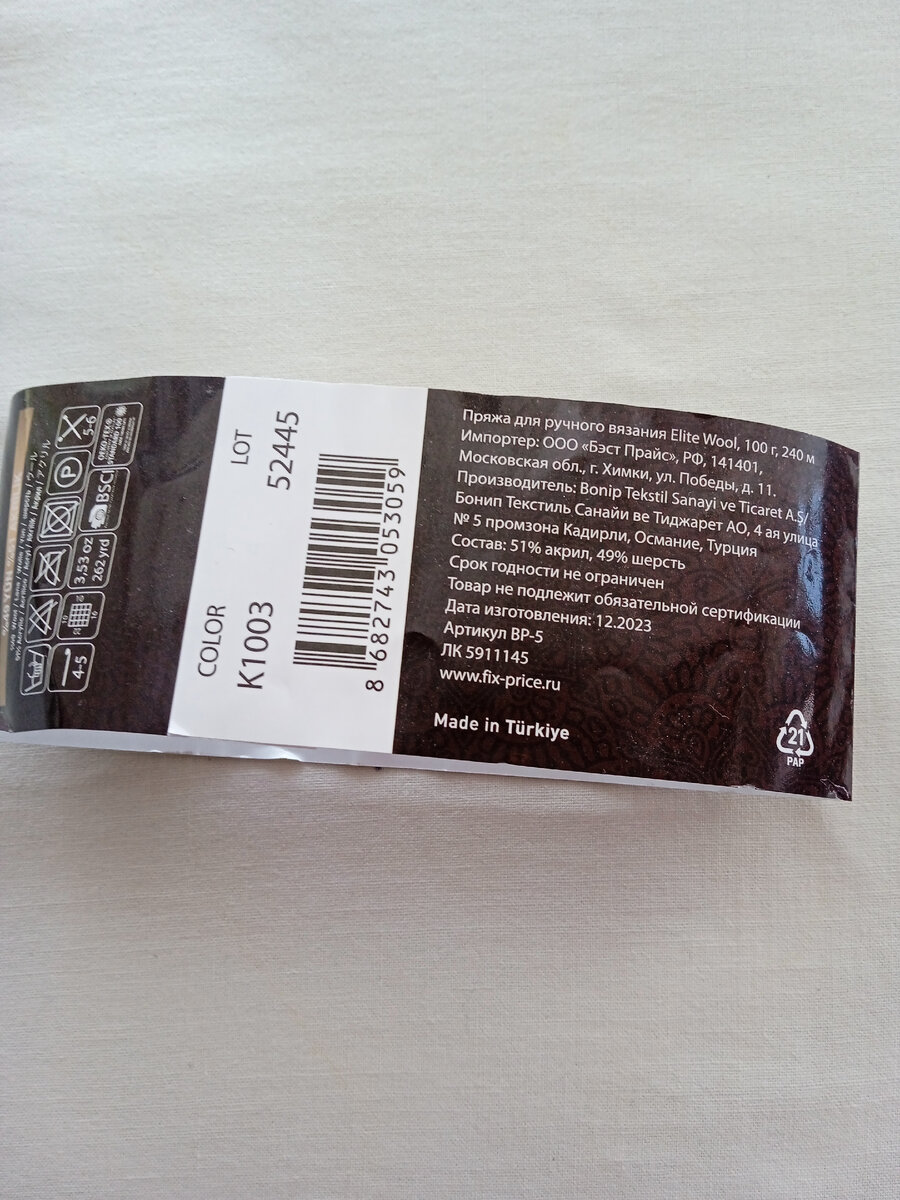 5-6
OEKO-TEX®
STANDARD 100
P
BSCI
3,53 oz
262 yrd
4-5
COLOR
K1003
LOT
52445
8 682743 053059
Пряжа для ручного вязания Elite Wool, 100 г, 240 м
Импортер: ООО «Бэст Прайс», РФ, 141401,
Московская обл., г. Химки, ул. Победы, д. 11.
Производитель: Bonip Tekstil Sanayi ve Ticaret A.S/
Бонип Текстиль Санайи ве Тиджарет АО, 4 ая улица
№ 5 промзона Кадирли, Османие, Турция
Состав: 51% акрил, 49% шерсть
Срок годности не ограничен
Товар не подлежит обязательной сертификации
Дата изготовления: 12.2023
Артикул BP-5
ЛК 5911145
www.fix-price.ru
Made in Türkiye
21
PAP